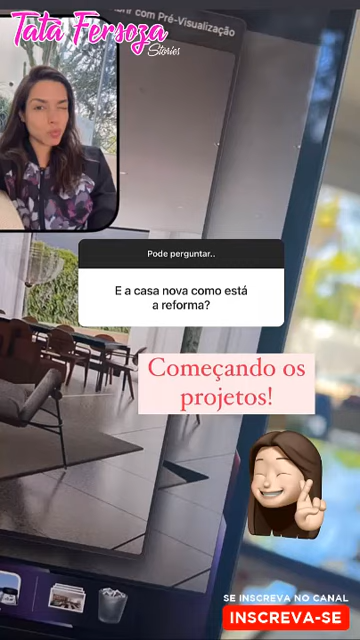 Abrir com Pré-Visualização
Tata Fersoza
Stories
Pode perguntar..
E a casa nova como está
a reforma?
Começando os
projetos!
SE INSCREVA NO CANAL
INSCREVA-SE